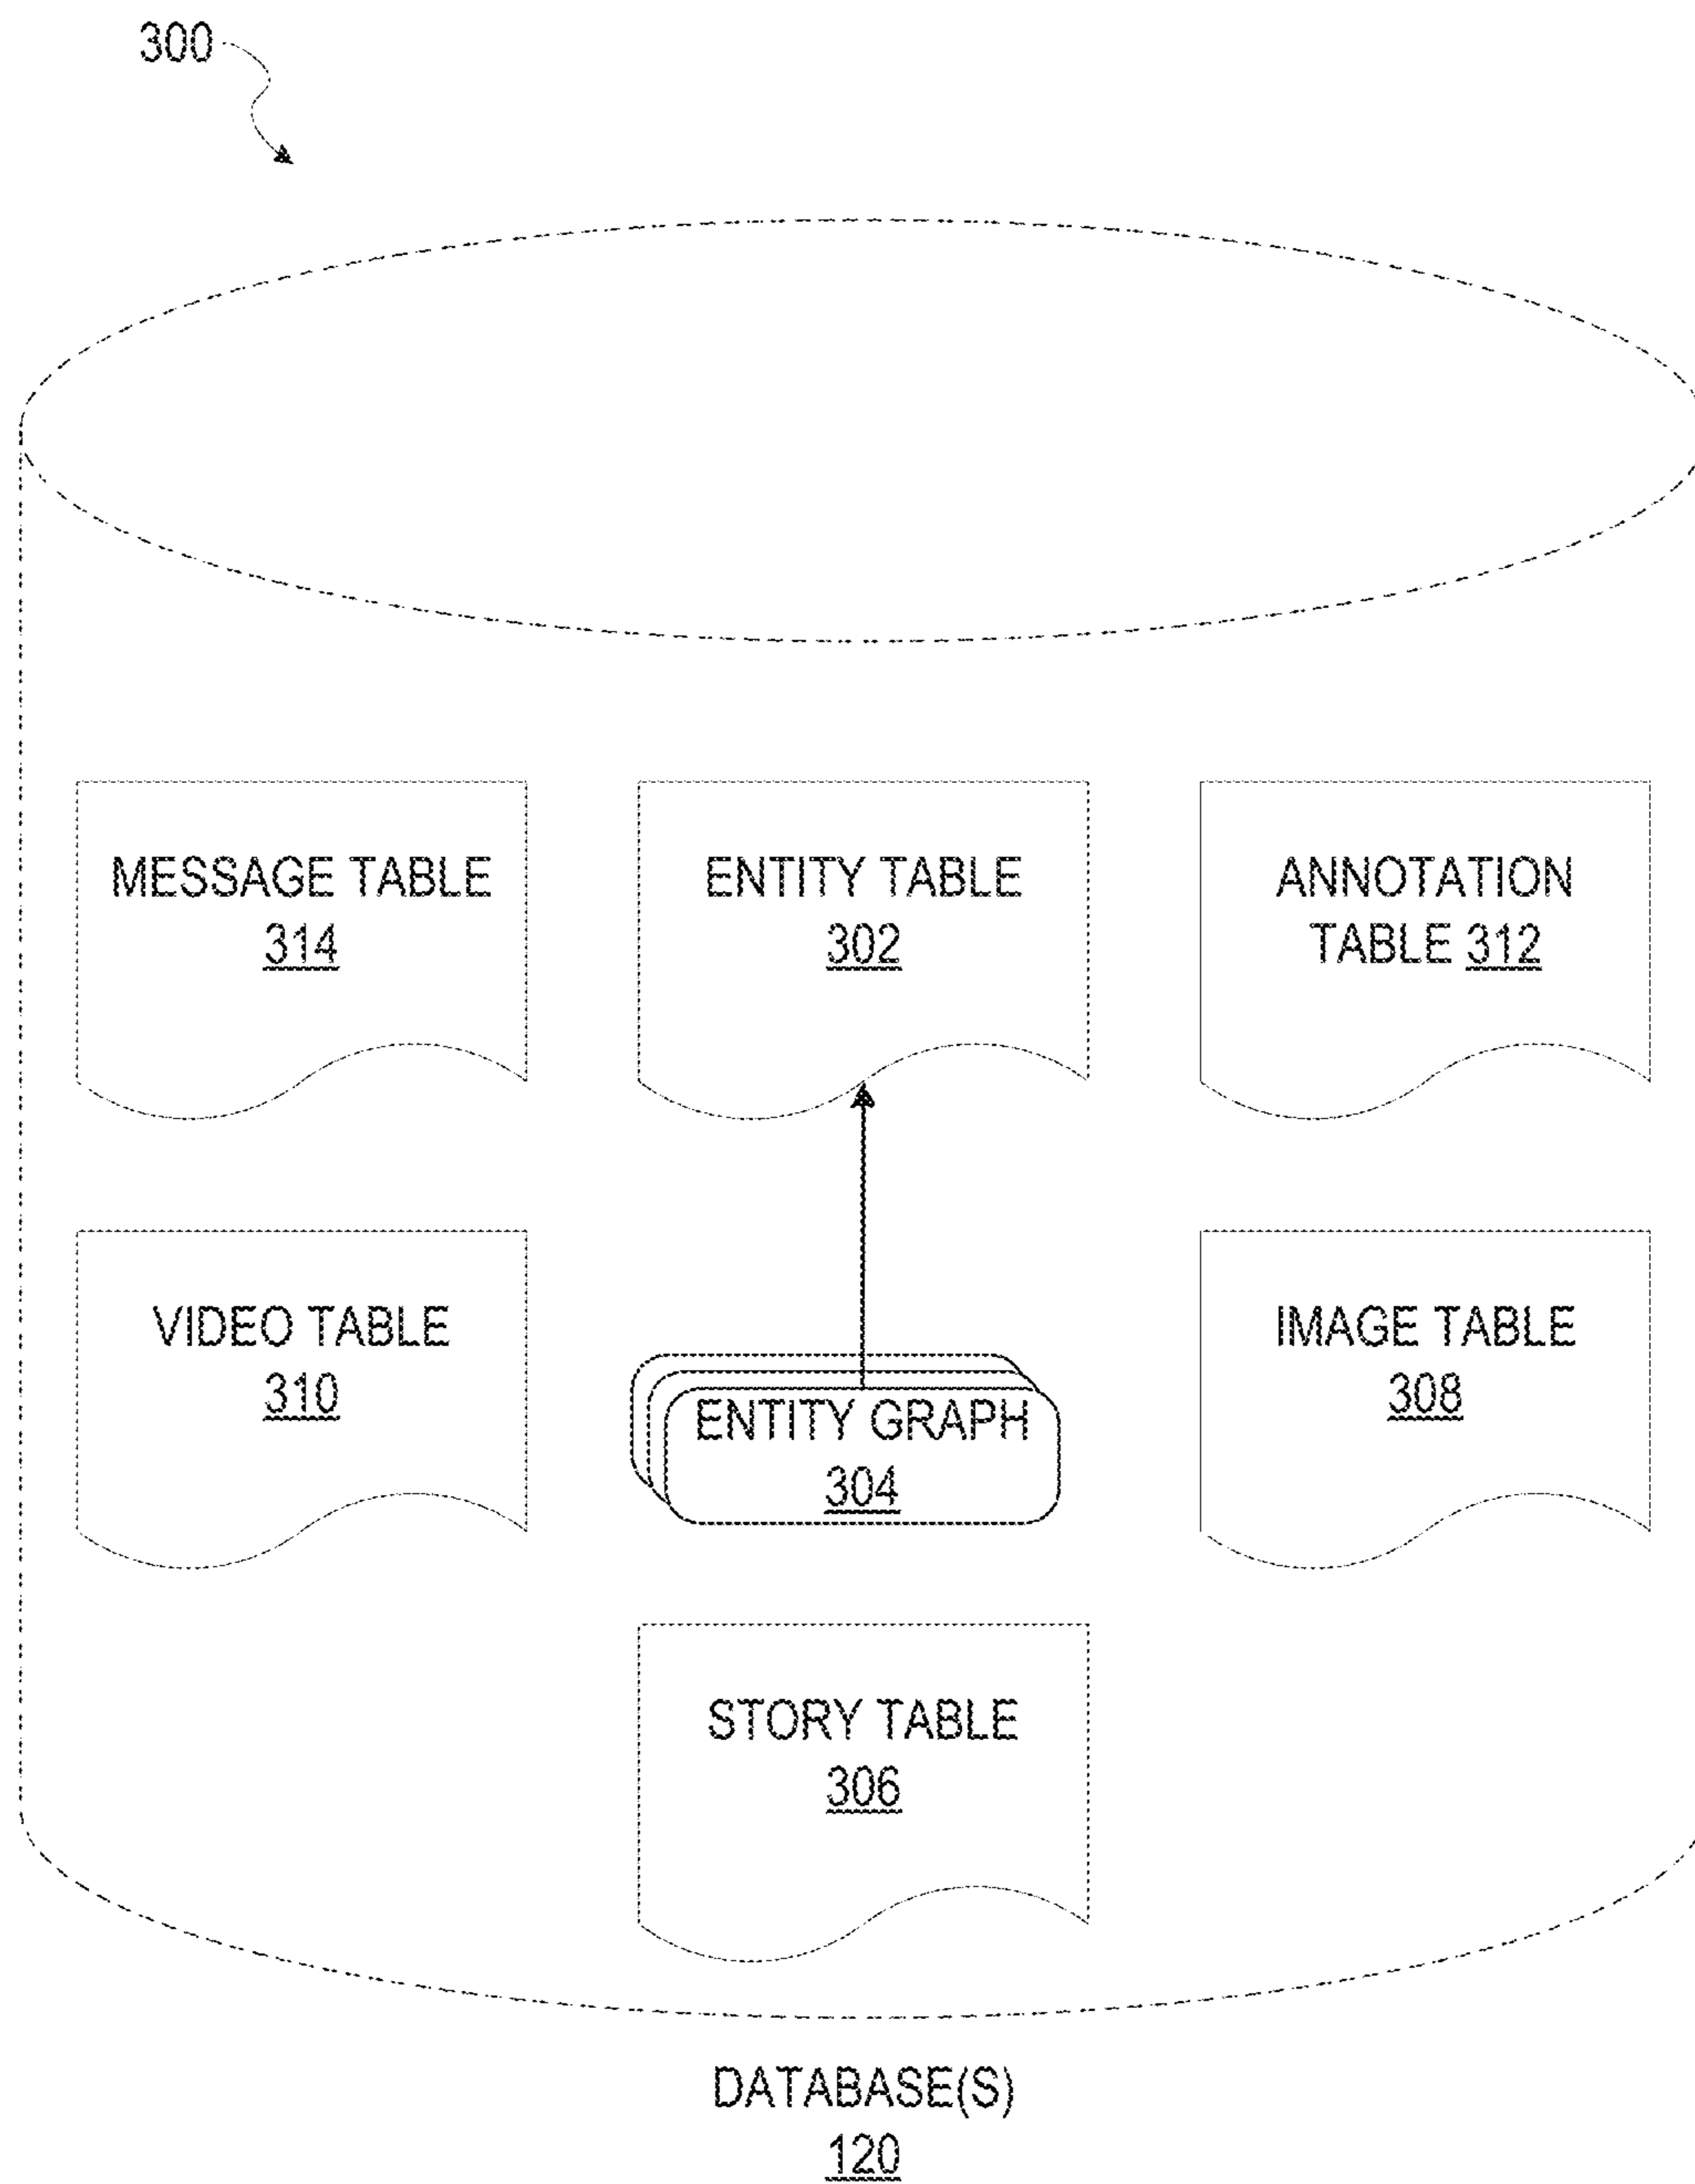 300
MESSAGE TABLE
314
ENTITY TABLE
302
ANNOTATION
TABLE 312
VIDEO TABLE
310
ENTITY GRAPH
304
IMAGE TABLE
308
STORY TABLE
306
DATABASE(S)
120